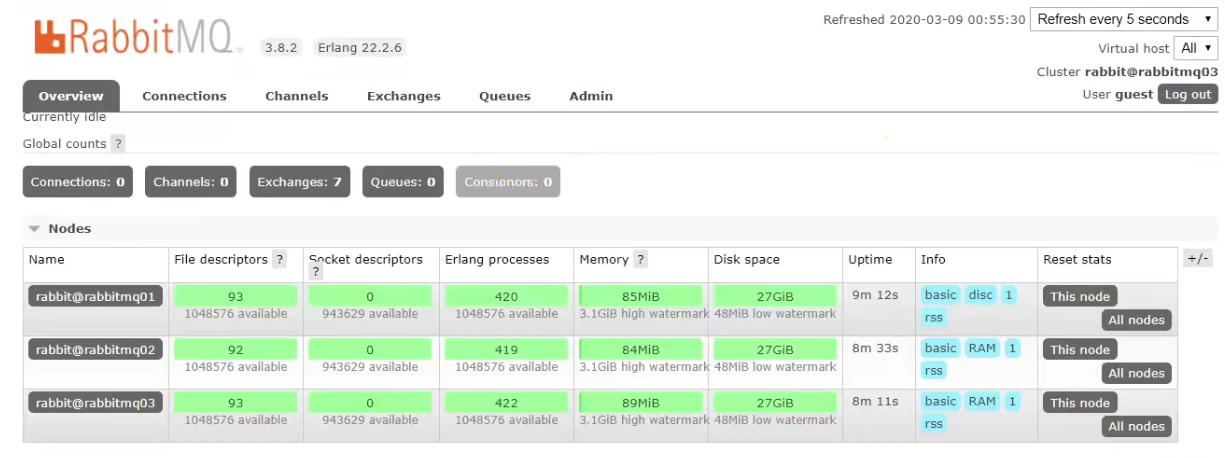 RabbitMQ 3.8.2 Erlang 22.2.6
Refreshed 2020-03-09 00:55:30 Refresh every 5 seconds
Virtual host All
Cluster rabbit@rabbitmq03
User guest Log out
Overview Connections Channels Exchanges Queues Admin
Currently idle
Global counts ?
Connections: 0 Channels: 0 Exchanges: 7 Queues: 0 0
Nodes
Name File descriptors ? Socket descriptors ? Erlang processes Memory ? Disk space Uptime Info Reset stats +/-
rabbit@rabbitmq01 93 0 420 85MiB 27GiB 9m 12s basic disc 1 This node
1048576 available 943629 available 1048576 available 3.1GiB high watermark 48MiB low watermark rss All nodes
rabbit@rabbitmq02 92 0 419 84MiB 27GiB 8m 33s basic RAM 1 This node
1048576 available 943629 available 1048576 available 3.1GiB high watermark 48MiB low watermark rss All nodes
rabbit@rabbitmq03 93 0 422 89MiB 27GiB 8m 11s basic RAM 1 This node
1048576 available 943629 available 1048576 available 3.1GiB high watermark 48MiB low watermark rss All nodes